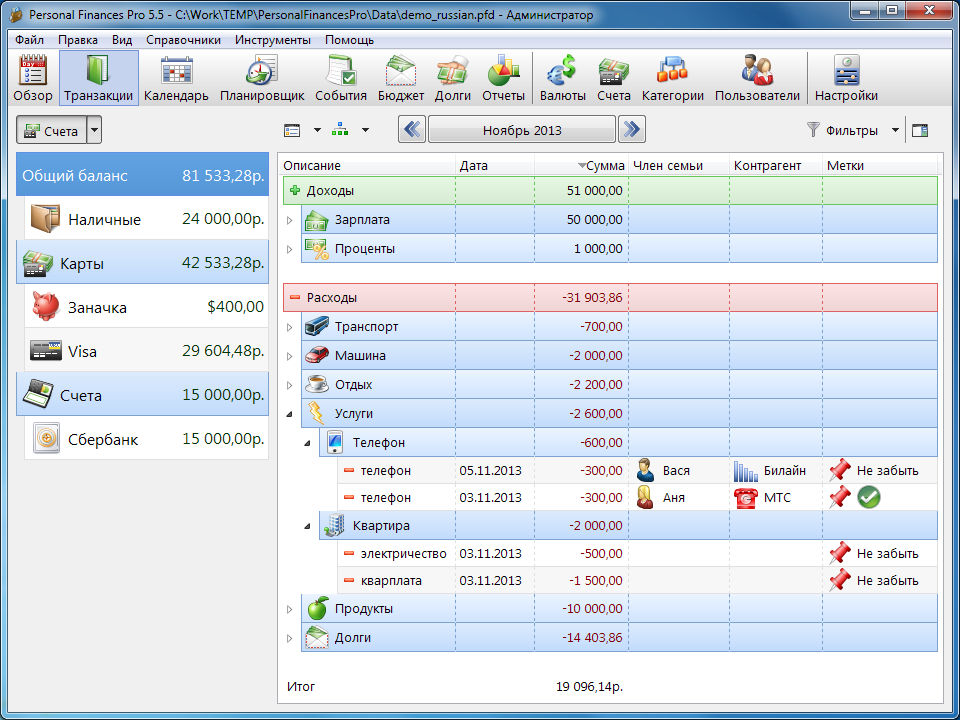 Personal Finances Pro 5.5 - C:\Work\TEMP\PersonalFinancesPro\Data\demo_russian.pfd - Администратор
Файл Правка Вид Справочники Инструменты Помощь
Обзор Транзакции Календарь Планировщик События Бюджет Долги Отчеты Валюты Счета Категории Пользователи Настройки
Счета Ноябрь 2013 Фильтры
Общий баланс 81 533,28р.
Наличные 24 000,00р.
Карты 42 533,28р.
Заначка $400,00
Visa 29 604,48р.
Счета 15 000,00р.
Сбербанк 15 000,00р.
Описание Дата Сумма Член семьи Контрагент Метки
Доходы 51 000,00
Зарплата 50 000,00
Проценты 1 000,00
Расходы -31 903,86
Транспорт -700,00
Машина -2 000,00
Отдых -2 200,00
Услуги -2 600,00
Телефон -600,00
телефон 05.11.2013 -300,00 Вася Билайн Не забыть
телефон 03.11.2013 -300,00 Аня МТС
Квартира -2 000,00
электричество 03.11.2013 -500,00 Не забыть
кварплата 03.11.2013 -1 500,00 Не забыть
Продукты -10 000,00
Долги -14 403,86
Итог 19 096,14р.